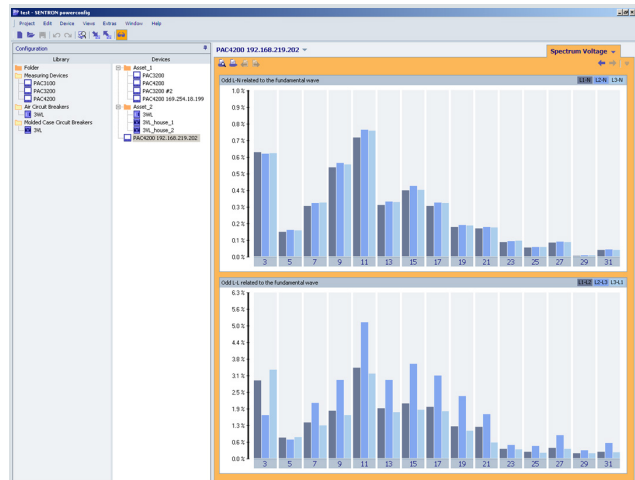 test - SENTRON powerconfig
Project Edit Device Views Extras Window Help
Configuration
Library
Devices
Folder
Measuring Devices
PAC3100
PAC3200
PAC4200
Air Circuit Breakers
3WL
Molded Case Circuit Breakers
3VL
Asset_1
PAC3200
PAC4200
PAC3200 #2
PAC4200 169.254.18.199
Asset_2
3WL
3VL_house_1
3VL_house_2
PAC4200 192.168.219.202
PAC4200 192.168.219.202
Spectrum Voltage
Odd L-N related to the fundamental wave
L1-N L2-N L3-N
1.0 %
0.9 %
0.8 %
0.7 %
0.6 %
0.5 %
0.4 %
0.3 %
0.2 %
0.1 %
0.0 %
3 5 7 9 11 13 15 17 19 21 23 25 27 29 31
Odd L-L related to the fundamental wave
L1-L2 L2-L3 L3-L1
6.3 %
5.6 %
5.0 %
4.4 %
3.8 %
3.1 %
2.5 %
1.9 %
1.3 %
0.6 %
0.0 %
3 5 7 9 11 13 15 17 19 21 23 25 27 29 31